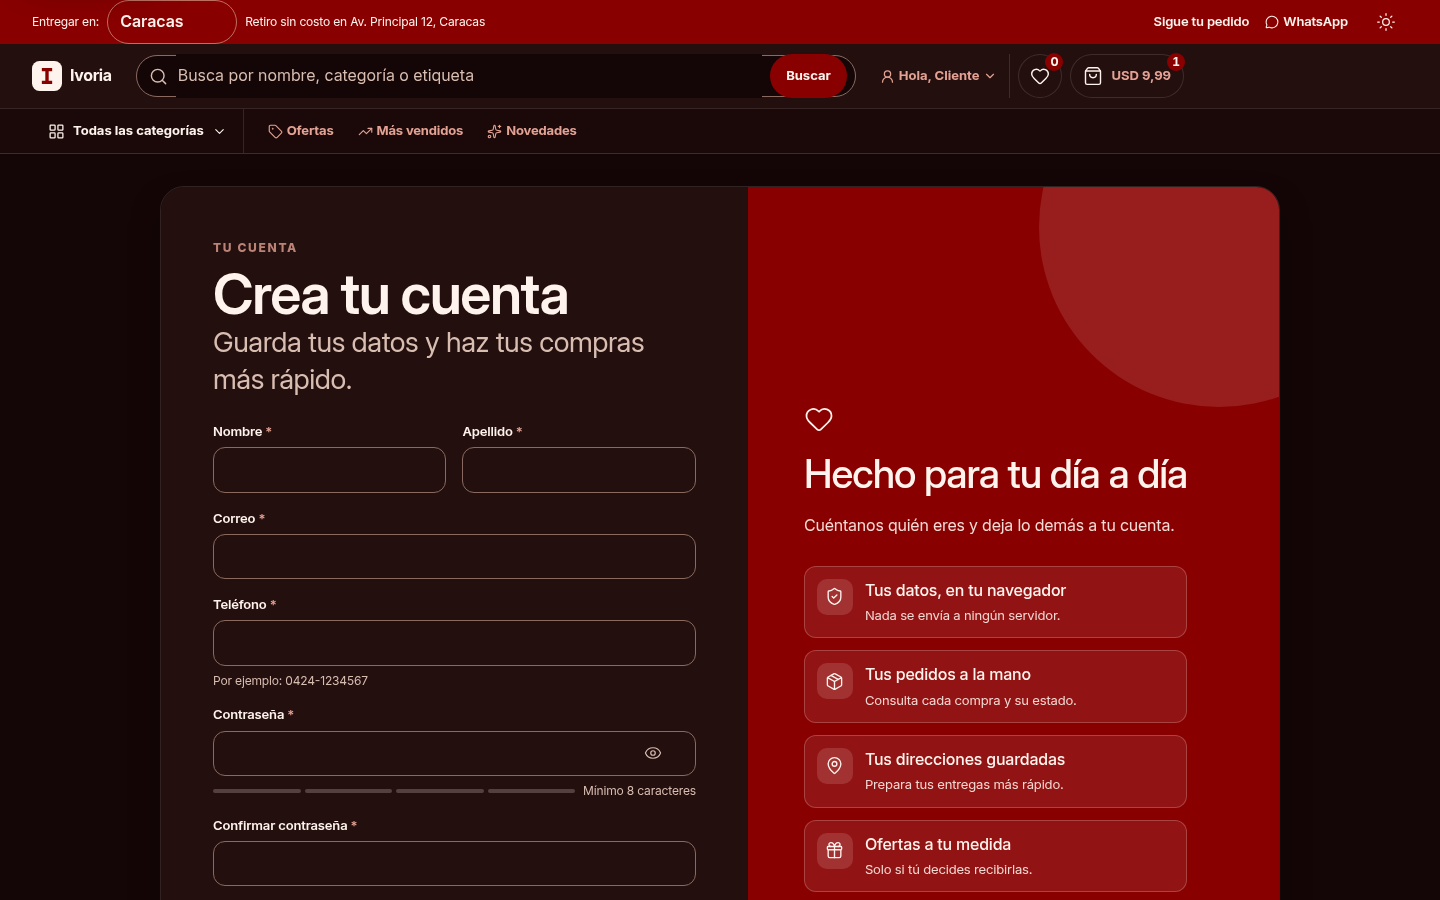 Entregar en: Caracas Retiro sin costo en Av. Principal 12, Caracas Sigue tu pedido WhatsApp
I Ivoria Busca por nombre, categoría o etiqueta Buscar Hola, Cliente 0 USD 9,99 1
Todas las categorías Ofertas Más vendidos Novedades
TU CUENTA
Crea tu cuenta
Guarda tus datos y haz tus compras
más rápido.
Nombre *
Apellido *
Correo *
Teléfono *
Por ejemplo: 0424-1234567
Contraseña *
Mínimo 8 caracteres
Confirmar contraseña *
Hecho para tu día a día
Cuéntanos quién eres y deja lo demás a tu cuenta.
Tus datos, en tu navegador
Nada se envía a ningún servidor.
Tus pedidos a la mano
Consulta cada compra y su estado.
Tus direcciones guardadas
Prepara tus entregas más rápido.
Ofertas a tu medida
Solo si tú decides recibirlas.